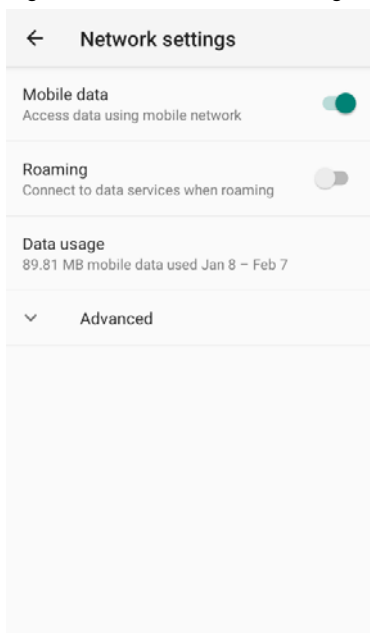 Network settings
Mobile data
Access data using mobile network
Roaming
Connect to data services when roaming
Data usage
89.81 MB mobile data used Jan 8 – Feb 7
Advanced